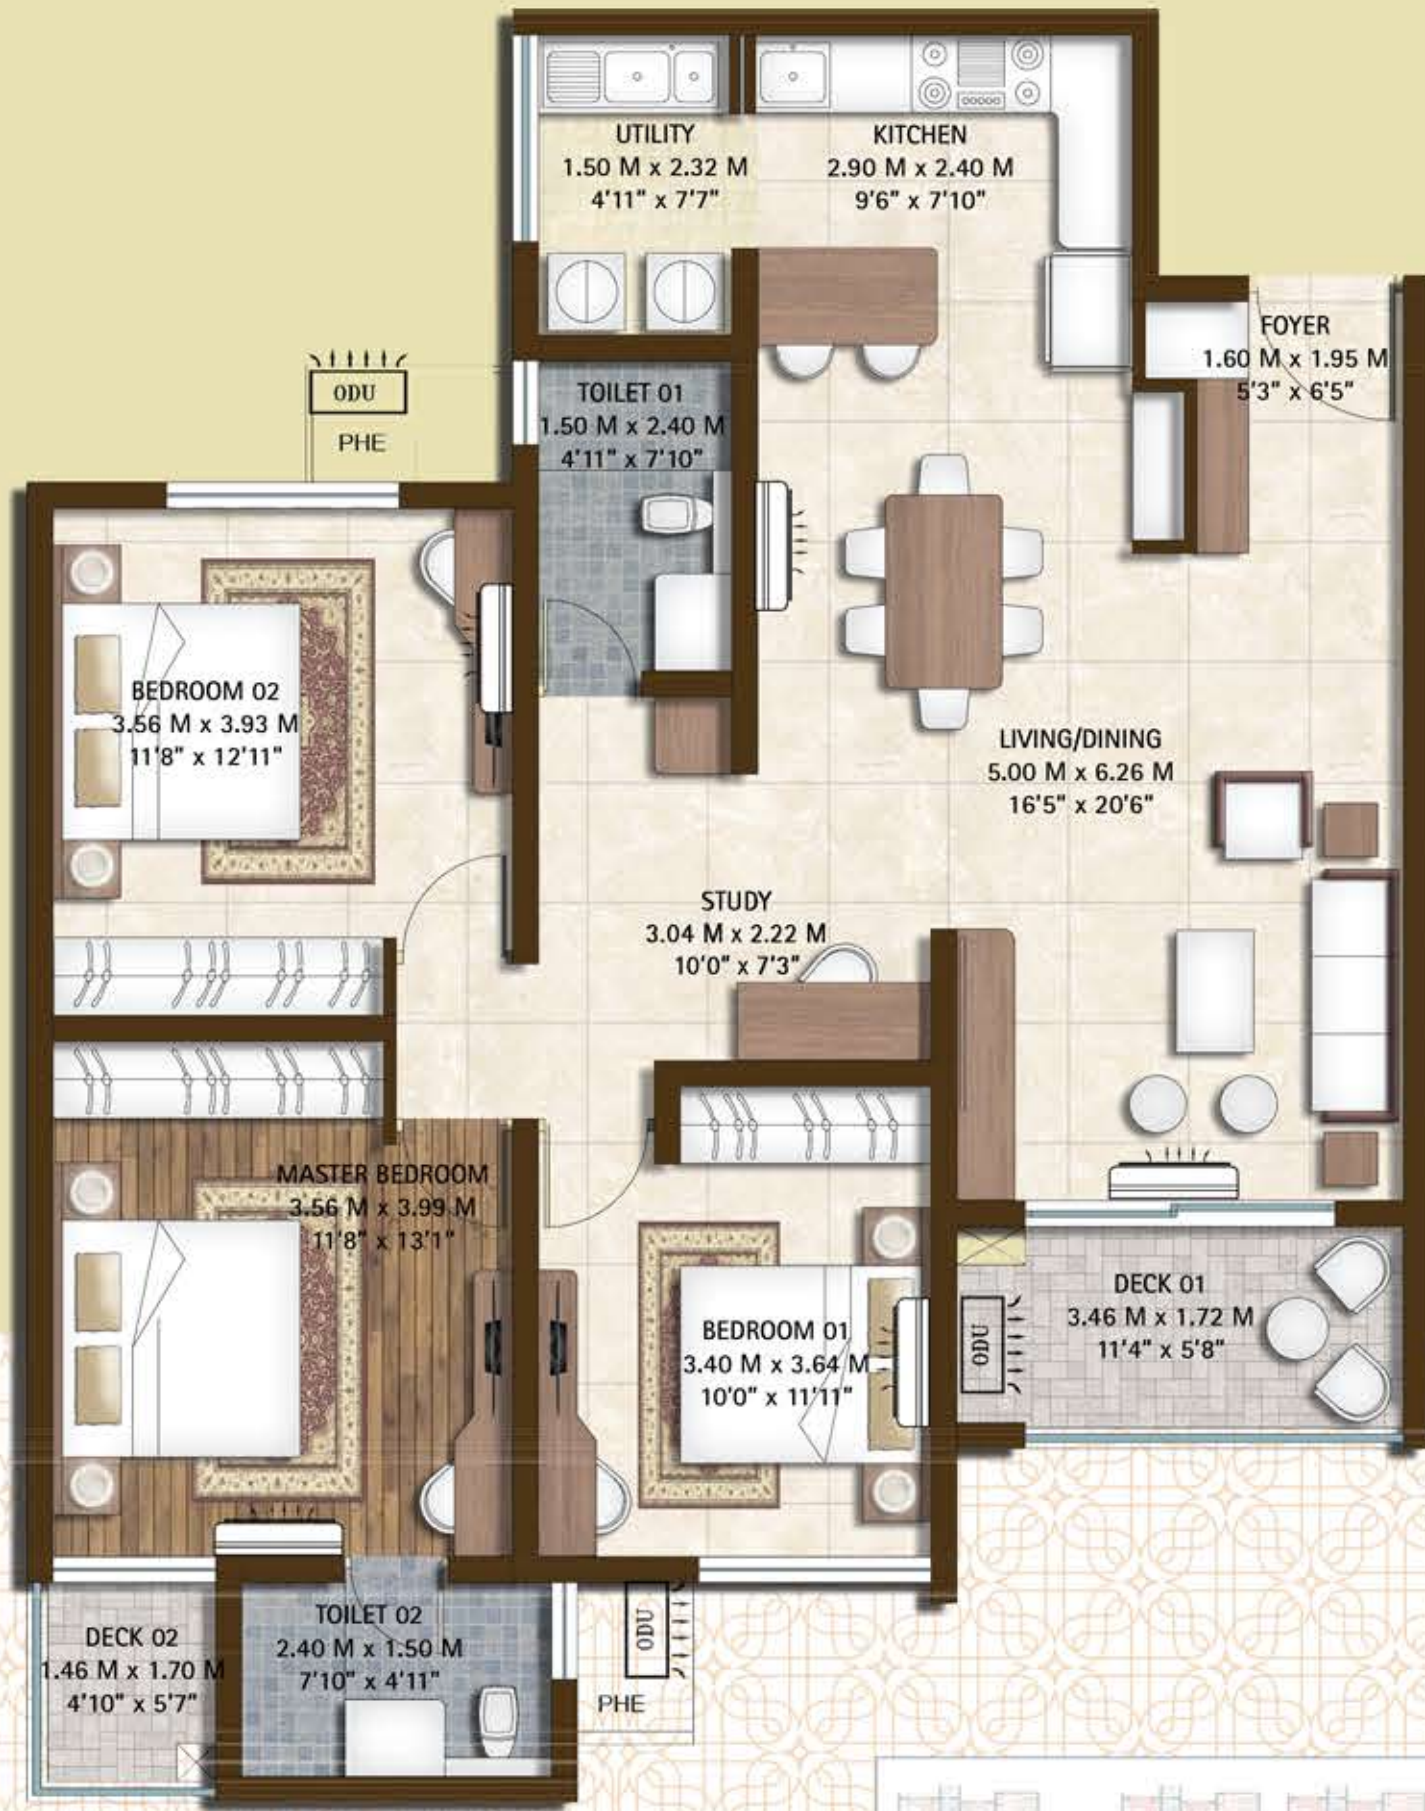 UTILITY
1.50 M x 2.32 M
4'11" x 7'7"
KITCHEN
2.90 M x 2.40 M
9'6" x 7'10"
FOYER
1.60 M x 1.95 M
5'3" x 6'5"
ODU
PHE
TOILET 01
1.50 M x 2.40 M
4'11" x 7'10"
BEDROOM 02
3.56 M x 3.93 M
11'8" x 12'11"
LIVING/DINING
5.00 M x 6.26 M
16'5" x 20'6"
STUDY
3.04 M x 2.22 M
10'0" x 7'3"
MASTER BEDROOM
3.56 M x 3.99 M
11'8" x 13'1"
BEDROOM 01
3.40 M x 3.64 M
10'0" x 11'11"
ODU
DECK 01
3.46 M x 1.72 M
11'4" x 5'8"
DECK 02
1.46 M x 1.70 M
4'10" x 5'7"
TOILET 02
2.40 M x 1.50 M
7'10" x 4'11"
ODU
PHE